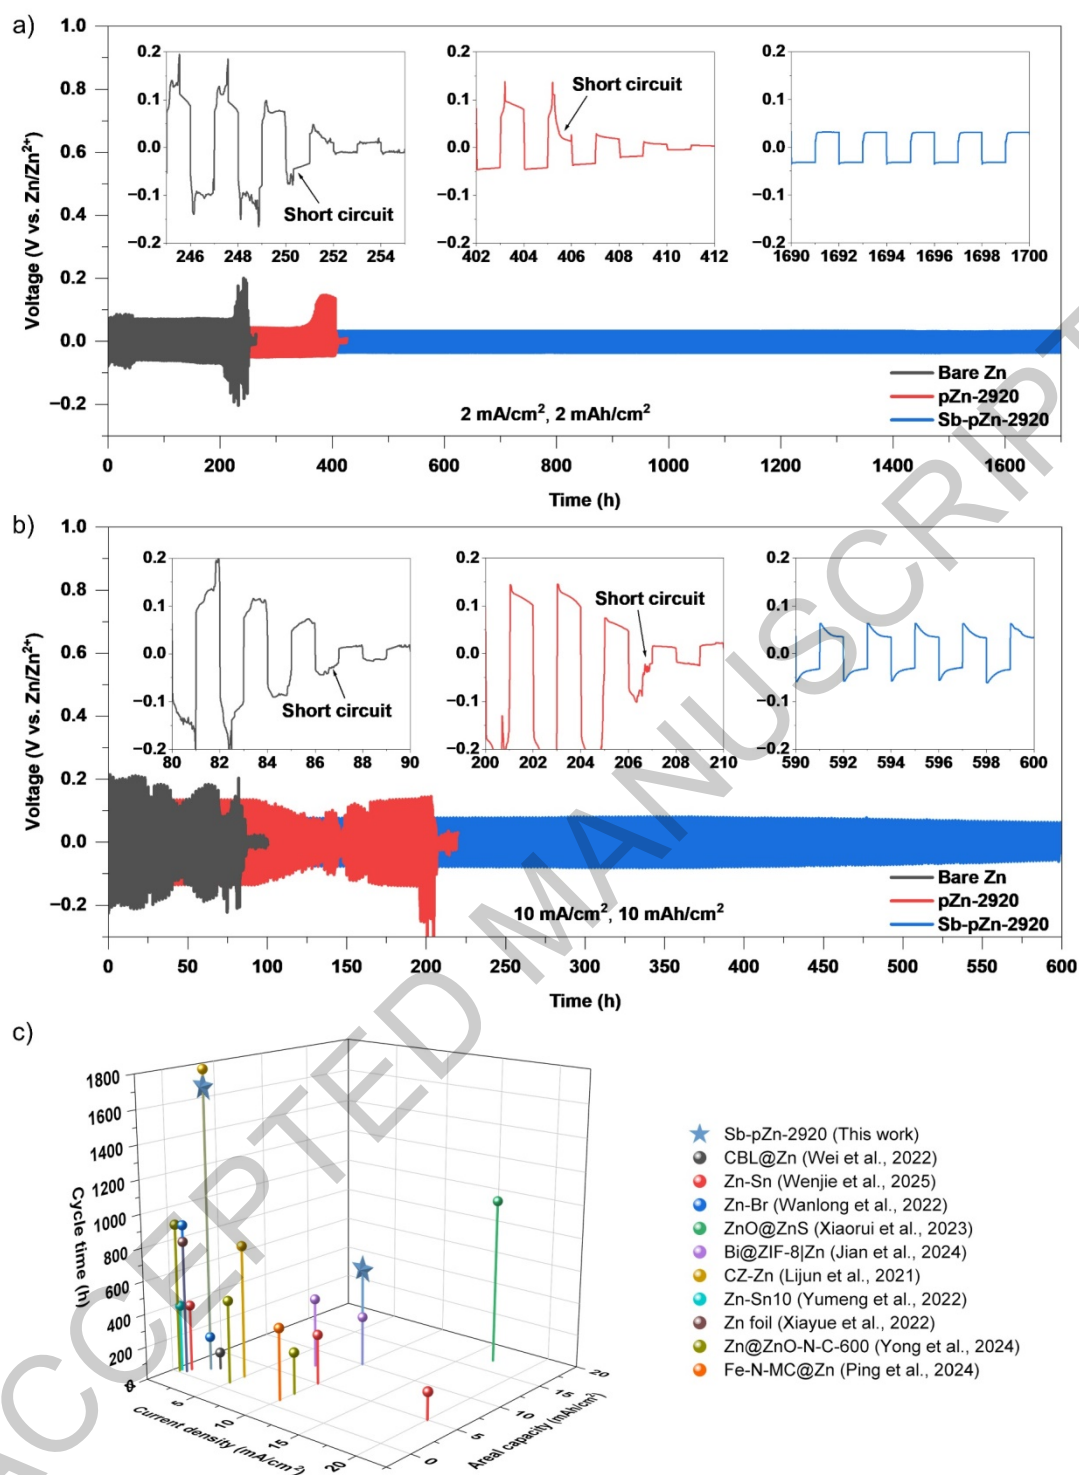 a)
1.0
0.8
0.6
0.4
0.2
0.0
−0.2
Voltage (V vs. Zn/Zn²⁺)
0.2
0.1
0.0
−0.1
−0.2
Short circuit
246 248 250 252 254
0.2
0.1
0.0
−0.1
−0.2
Short circuit
402 404 406 408 410 412
0.2
0.1
0.0
−0.1
−0.2
1690 1692 1694 1696 1698 1700
Bare Zn
pZn-2920
Sb-pZn-2920
2 mA/cm², 2 mAh/cm²
0 200 400 600 800 1000 1200 1400 1600
Time (h)
b)
1.0
0.8
0.6
0.4
0.2
0.0
−0.2
Voltage (V vs. Zn/Zn²⁺)
0.2
0.1
0.0
−0.1
−0.2
Short circuit
80 82 84 86 88 90
0.2
0.1
0.0
−0.1
−0.2
Short circuit
200 202 204 206 208 210
0.2
0.1
0.0
−0.1
−0.2
590 592 594 596 598 600
Bare Zn
pZn-2920
Sb-pZn-2920
10 mA/cm², 10 mAh/cm²
0 50 100 150 200 250 300 350 400 450 500 550 600
Time (h)
c)
1800
1600
1400
1200
1000
800
600
400
200
0
Cycle time (h)
0
5
10
15
20
Current density (mA/cm²)
0
5
10
15
20
Areal capacity (mAh/cm²)
Sb-pZn-2920 (This work)
CBL@Zn (Wei et al., 2022)
Zn-Sn (Wenjie et al., 2025)
Zn-Br (Wanlong et al., 2022)
ZnO@ZnS (Xiaorui et al., 2023)
Bi@ZIF-8|Zn (Jian et al., 2024)
CZ-Zn (Lijun et al., 2021)
Zn-Sn10 (Yumeng et al., 2022)
Zn foil (Xiayue et al., 2022)
Zn@ZnO-N-C-600 (Yong et al., 2024)
Fe-N-MC@Zn (Ping et al., 2024)
ACCEPTED MANUSCRIPT